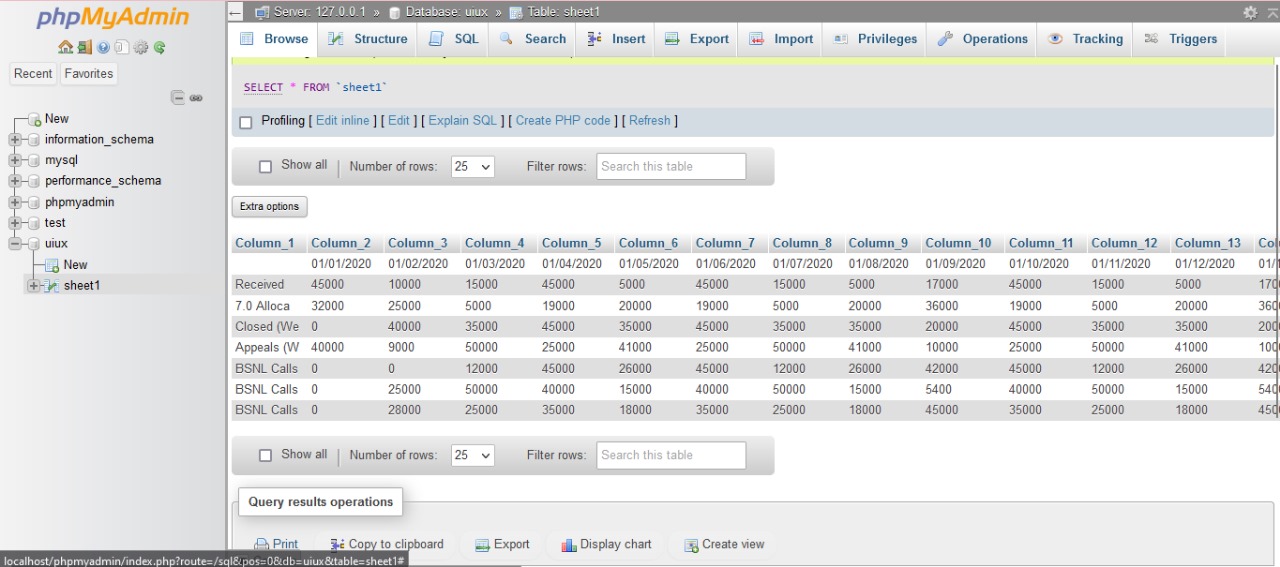 phpMyAdmin
Recent Favorites
New
information_schema
mysql
performance_schema
phpmyadmin
test
uiux
New
sheet1
Server: 127.0.0.1 » Database: uiux » Table: sheet1
Browse Structure SQL Search Insert Export Import Privileges Operations Tracking Triggers
SELECT * FROM `sheet1`
Profiling [ Edit inline ] [ Edit ] [ Explain SQL ] [ Create PHP code ] [ Refresh ]
Show all Number of rows: 25 Filter rows: Search this table
Extra options
Column_1 Column_2 Column_3 Column_4 Column_5 Column_6 Column_7 Column_8 Column_9 Column_10 Column_11 Column_12 Column_13 Col
01/01/2020 01/02/2020 01/03/2020 01/04/2020 01/05/2020 01/06/2020 01/07/2020 01/08/2020 01/09/2020 01/10/2020 01/11/2020 01/12/2020 01/1
Received 45000 10000 15000 45000 5000 45000 15000 5000 17000 45000 15000 5000 170
7.0 Alloca 32000 25000 5000 19000 20000 19000 5000 20000 36000 19000 5000 20000 360
Closed (We 0 40000 35000 45000 35000 45000 35000 35000 20000 45000 35000 35000 200
Appeals (W 40000 9000 50000 25000 41000 25000 50000 41000 10000 25000 50000 41000 100
BSNL Calls 0 0 12000 45000 26000 45000 12000 26000 42000 45000 12000 26000 420
BSNL Calls 0 25000 50000 40000 15000 40000 50000 15000 5400 40000 50000 15000 540
BSNL Calls 0 28000 25000 35000 18000 35000 25000 18000 45000 35000 25000 18000 450
Show all Number of rows: 25 Filter rows: Search this table
Query results operations
Print Copy to clipboard Export Display chart Create view
localhost/phpmyadmin/index.php?route=/sql&pos=0&db=uiux&table=sheet1#